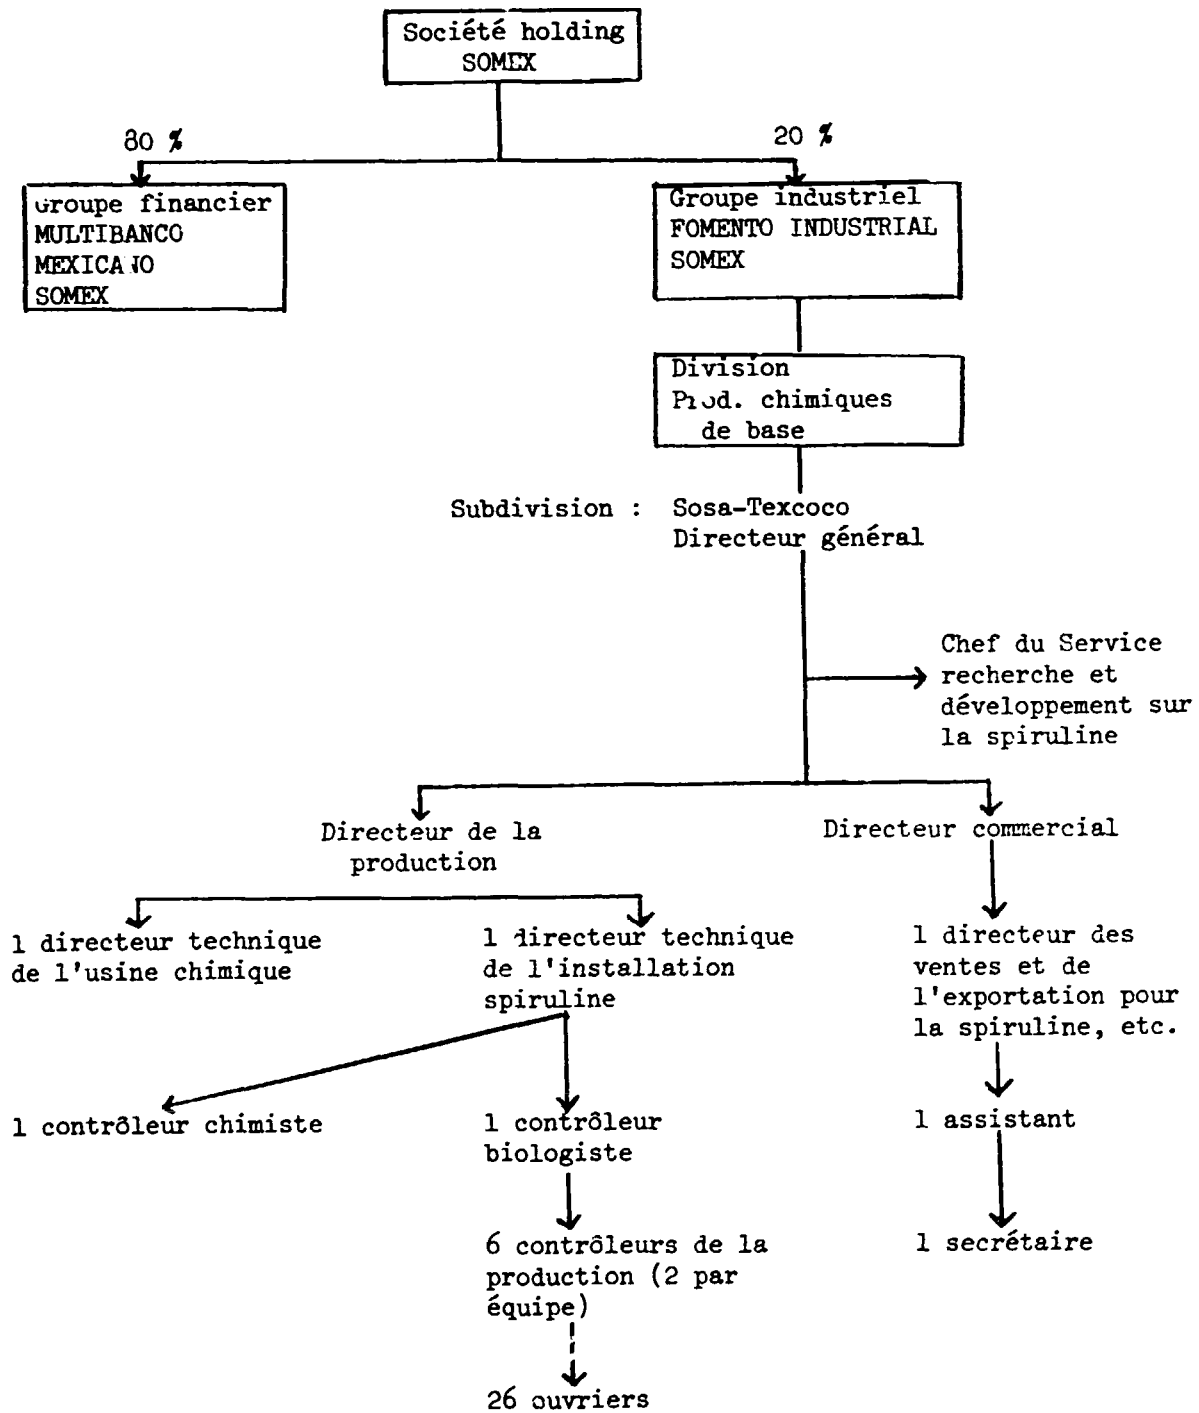 Société holding
SOMEX
80 %
20 %
Groupe financier
MULTIBANCO
MEXICANO
SOMEX
Groupe industriel
FOMENTO INDUSTRIAL
SOMEX
Division
Prod. chimiques
de base
Subdivision : Sosa-Texcoco
Directeur général
Chef du Service
recherche et
développement sur
la spiruline
Directeur de la
production
Directeur commercial
1 directeur technique
de l'usine chimique
1 directeur technique
de l'installation
spiruline
1 directeur des
ventes et de
l'exportation pour
la spiruline, etc.
1 contrôleur chimiste
1 contrôleur
biologiste
1 assistant
6 contrôleurs de la
production (2 par
équipe)
1 secrétaire
26 ouvriers